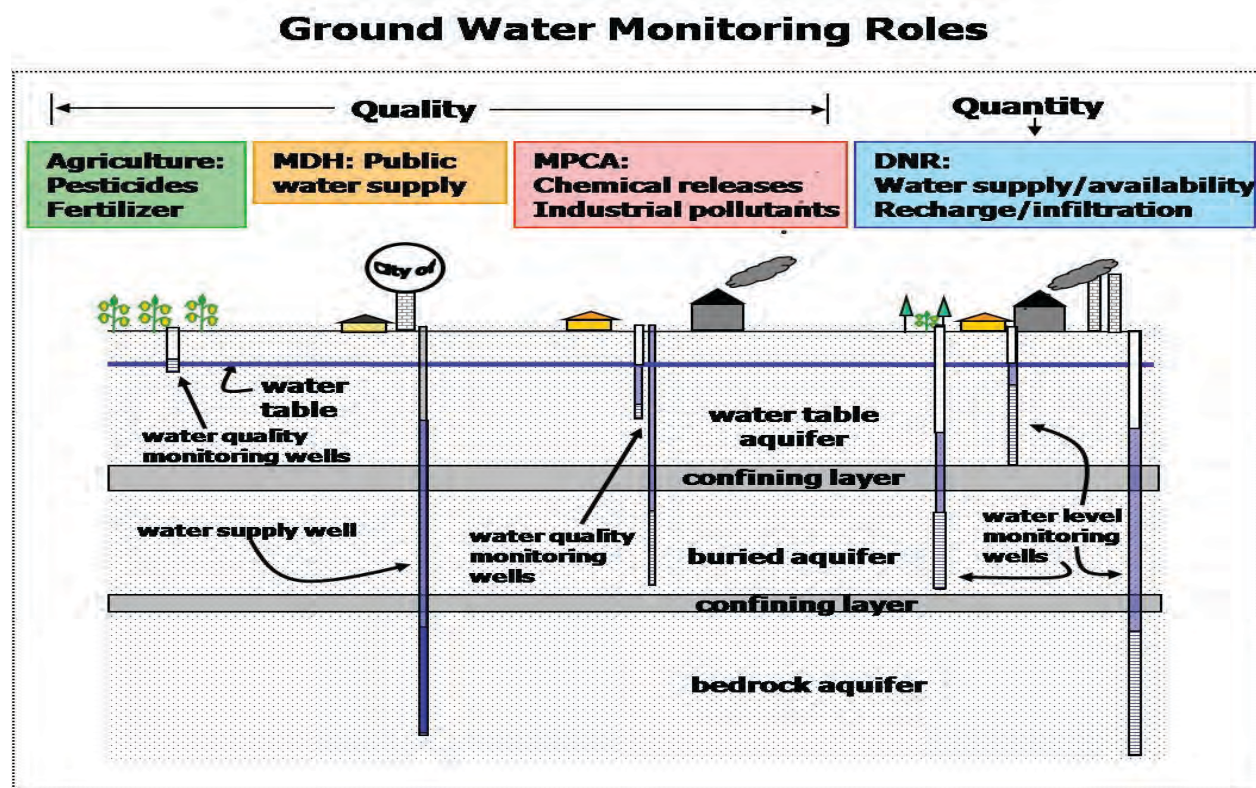 Ground Water Monitoring Roles
Quality
Quantity
Agriculture:
Pesticides
Fertilizer
MDH: Public
water supply
MPCA:
Chemical releases
Industrial pollutants
DNR:
Water supply/availability
Recharge/infiltration
City of
water
table
water quality
monitoring wells
water table
aquifer
confining layer
water supply well
water quality
monitoring
wells
buried aquifer
water level
monitoring
wells
confining layer
bedrock aquifer